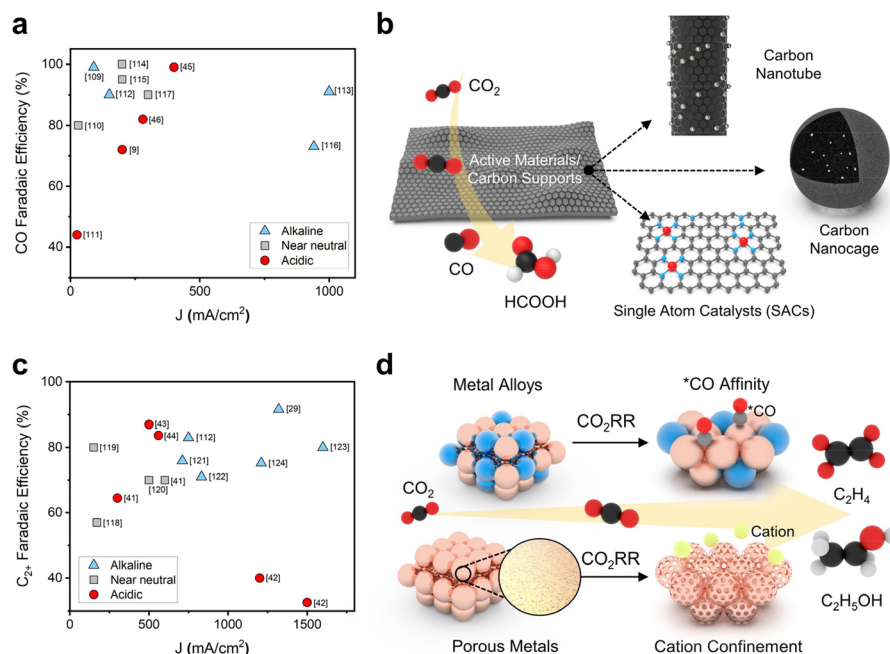 a
CO Faradaic Efficiency (%)
100
80
60
40
0
500
1000
J (mA/cm²)
[109]
[114]
[115]
[45]
[112]
[117]
[113]
[110]
[46]
[9]
[116]
[111]
Alkaline
Near neutral
Acidic
b
CO₂
Active Materials/
Carbon Supports
CO
HCOOH
Carbon
Nanotube
Carbon
Nanocage
Single Atom Catalysts (SACs)
c
C₂₊ Faradaic Efficiency (%)
100
80
60
40
0
500
1000
1500
J (mA/cm²)
[29]
[43]
[44]
[112]
[119]
[123]
[121]
[124]
[122]
[120]
[41]
[41]
[118]
[42]
[42]
Alkaline
Near neutral
Acidic
d
Metal Alloys
*CO Affinity
CO₂RR
*CO
CO₂
C₂H₄
Cation
CO₂RR
C₂H₅OH
Porous Metals
Cation Confinement